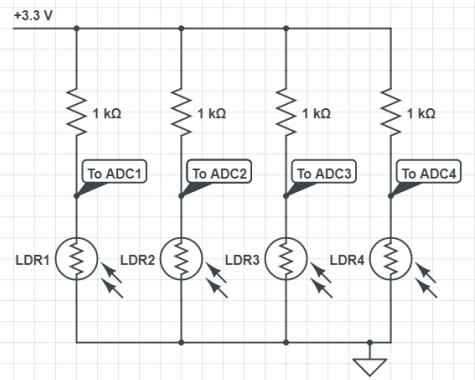 +3.3 V
1 kΩ 1 kΩ 1 kΩ 1 kΩ
To ADC1 To ADC2 To ADC3 To ADC4
LDR1 LDR2 LDR3 LDR4